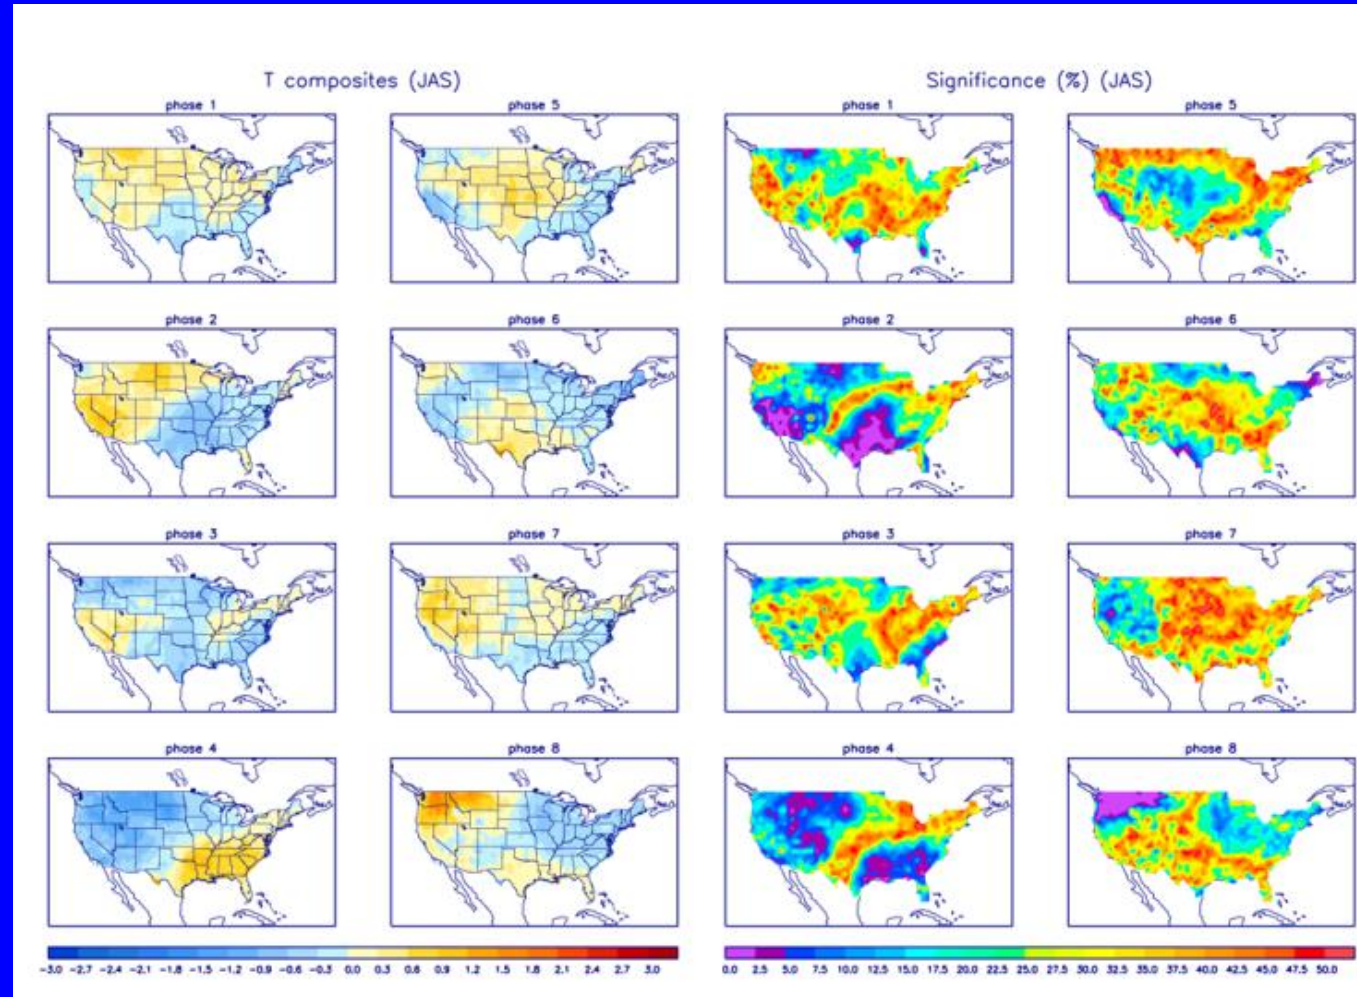 T composites (JAS)
Significance (%) (JAS)
phase 1
phase 5
phase 1
phase 5
phase 2
phase 6
phase 2
phase 6
phase 3
phase 7
phase 3
phase 7
phase 4
phase 8
phase 4
phase 8
-3.0 -2.7 -2.4 -2.1 -1.8 -1.5 -1.2 -0.9 -0.6 -0.3 0.0 0.3 0.6 0.9 1.2 1.5 1.8 2.1 2.4 2.7 3.0
0.0 2.5 5.0 7.5 10.0 12.5 15.0 17.5 20.0 22.5 25.0 27.5 30.0 32.5 35.0 37.5 40.0 42.5 45.0 47.5 50.0